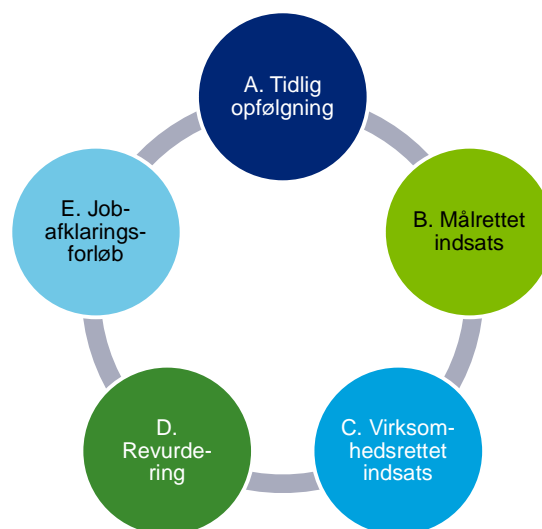 A. Tidlig
opfølgning
B. Målrettet
indsats
C. Virksom-
hedsrettet
indsats
D.
Revurde-
ring
E. Job-
afklarings-
forløb